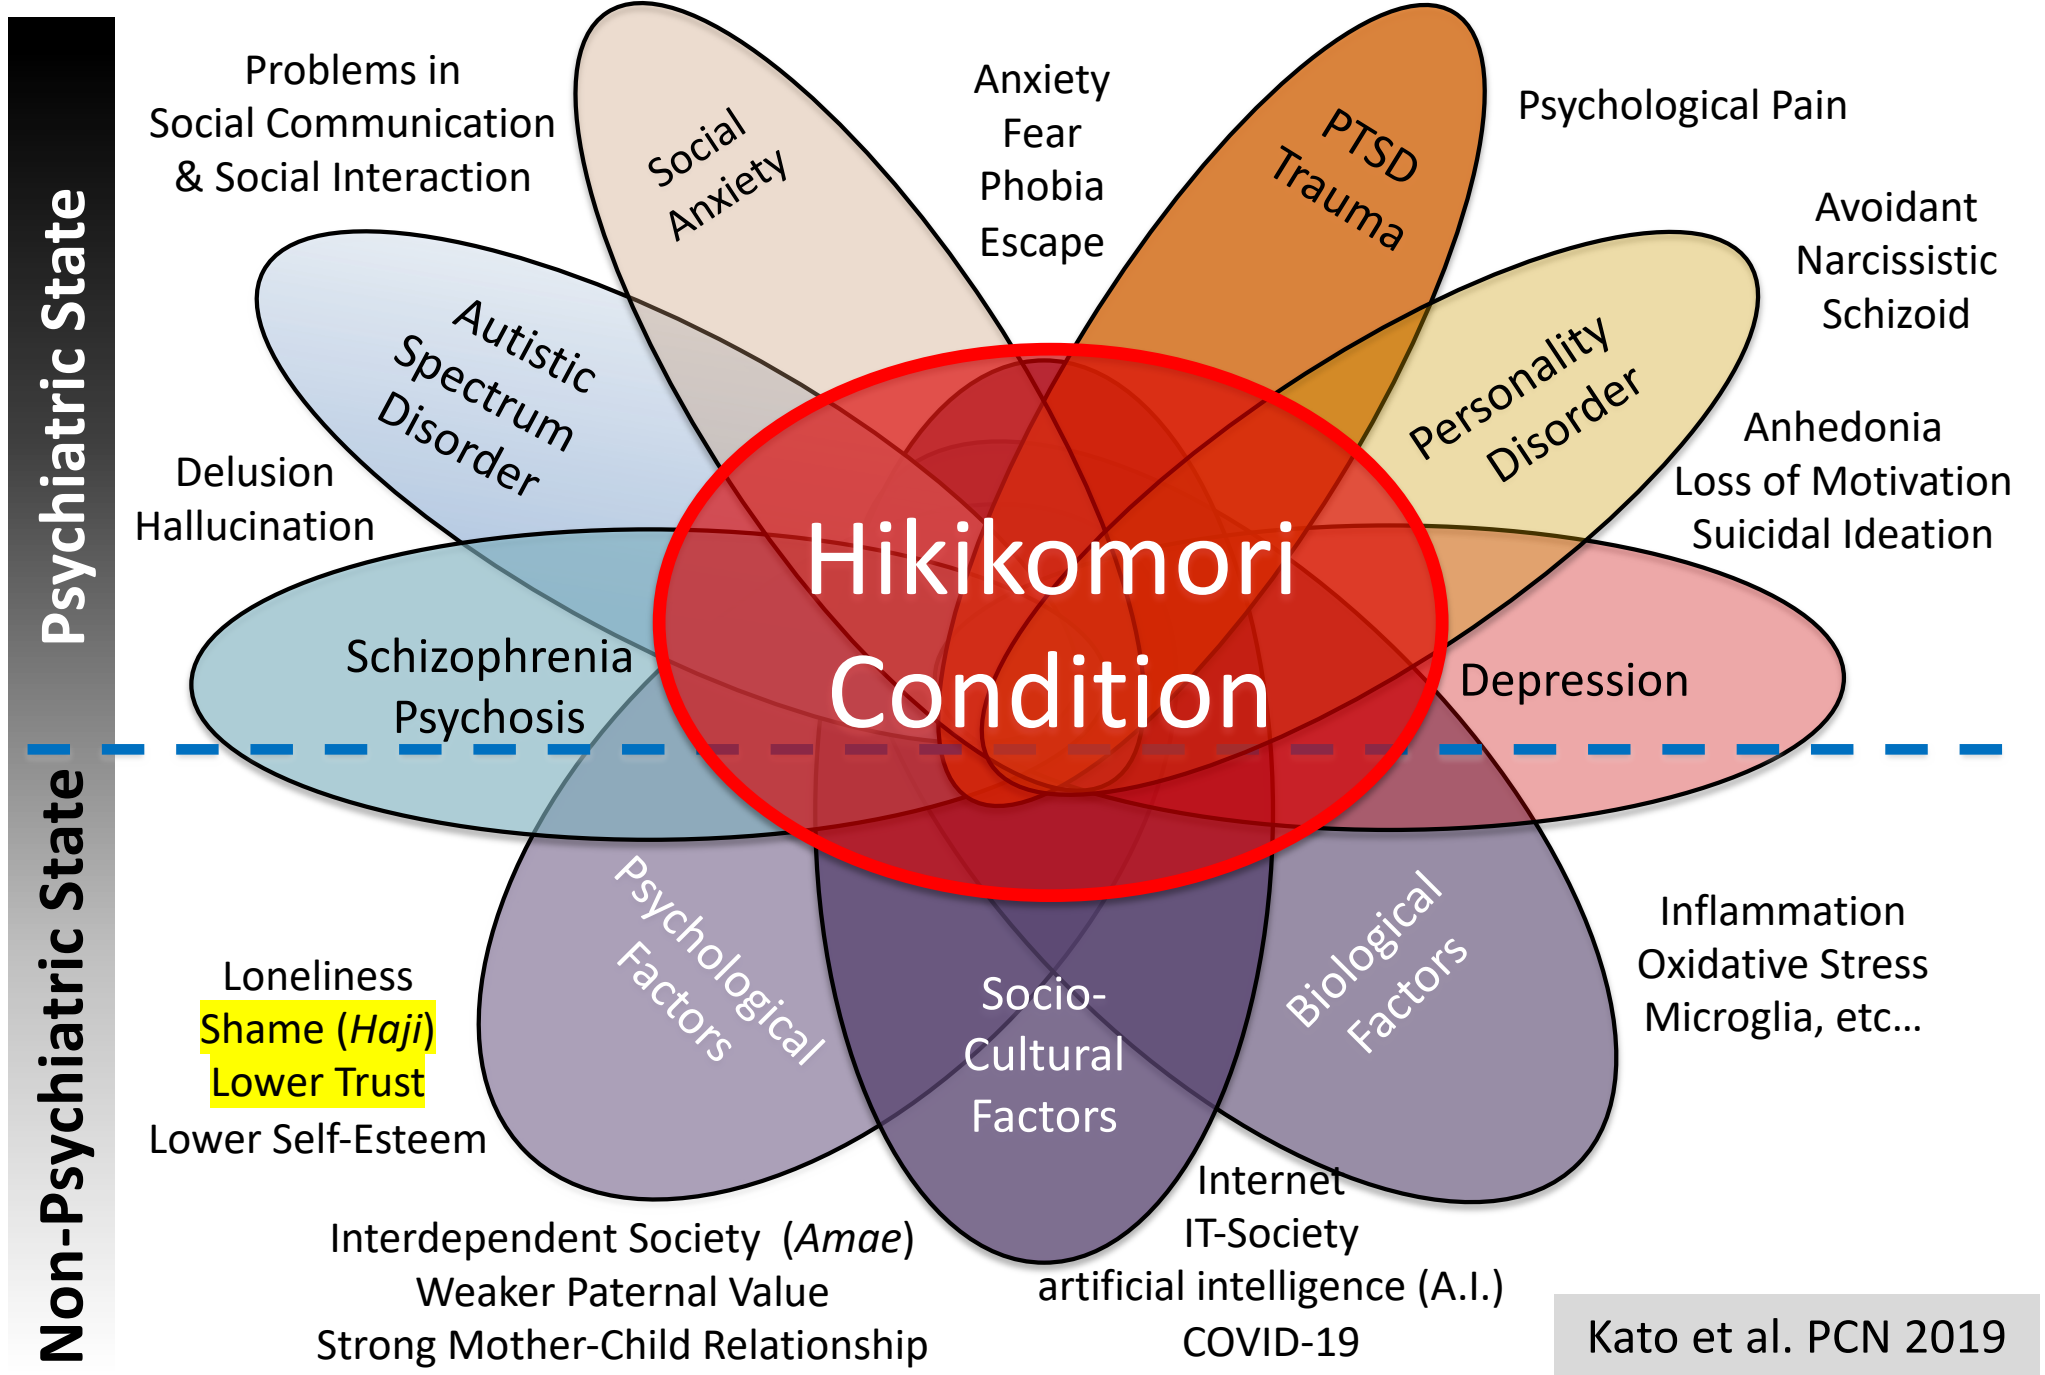 Psychiatric State
Non-Psychiatric State
Problems in
Social Communication
& Social Interaction
Social
Anxiety
Anxiety
Fear
Phobia
Escape
PTSD
Trauma
Psychological Pain
Avoidant
Narcissistic
Schizoid
Autistic
Spectrum
Disorder
Personality
Disorder
Delusion
Hallucination
Anhedonia
Loss of Motivation
Suicidal Ideation
Hikikomori
Condition
Schizophrenia
Psychosis
Depression
Psychological
Factors
Socio-
Cultural
Factors
Biological
Factors
Loneliness
Shame (Haji)
Lower Trust
Lower Self-Esteem
Inflammation
Oxidative Stress
Microglia, etc...
Interdependent Society (Amae)
Weaker Paternal Value
Strong Mother-Child Relationship
Internet
IT-Society
artificial intelligence (A.I.)
COVID-19
Kato et al. PCN 2019